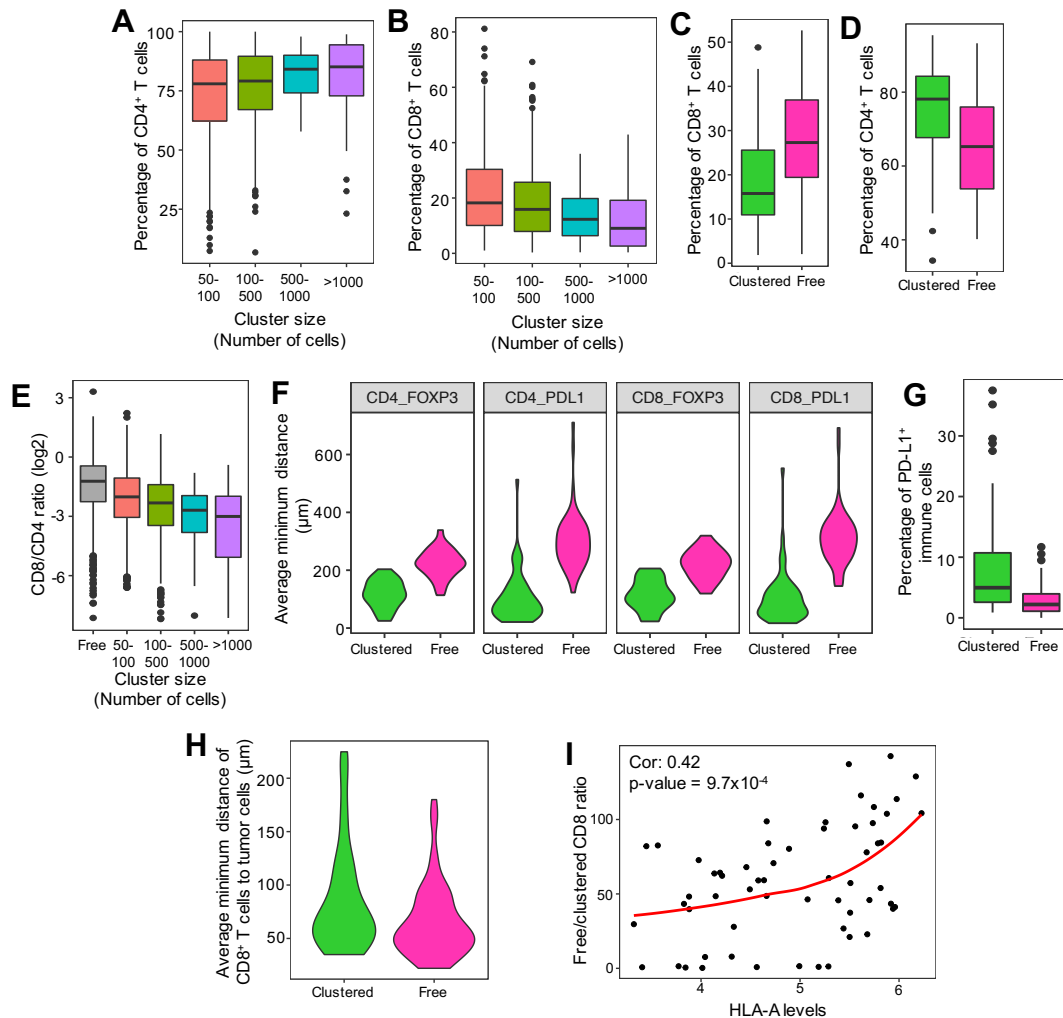 A
Percentage of CD4⁺ T cells
100
75
50
25
50-
100
100-
500
500-
1000
>1000
Cluster size
(Number of cells)
B
Percentage of CD8⁺ T cells
80
60
40
20
0
50-
100
100-
500
500-
1000
>1000
Cluster size
(Number of cells)
C
Percentage of CD8⁺ T cells
50
40
30
20
10
0
Clustered Free
D
Percentage of CD4⁺ T cells
80
60
40
Clustered Free
E
CD8/CD4 ratio (log2)
3
0
-3
-6
Free
50-
100
100-
500
500-
1000
>1000
Cluster size
(Number of cells)
F
Average minimum distance
(µm)
600
400
200
0
CD4_FOXP3
CD4_PDL1
CD8_FOXP3
CD8_PDL1
Clustered Free
Clustered Free
Clustered Free
Clustered Free
G
Percentage of PD-L1⁺
immune cells
30
20
10
0
Clustered Free
H
Average minimum distance of
CD8⁺ T cells to tumor cells (µm)
200
150
100
50
Clustered Free
I
Free/clustered CD8 ratio
Cor: 0.42
p-value = 9.7x10⁻⁴
100
50
0
4
5
6
HLA-A levels